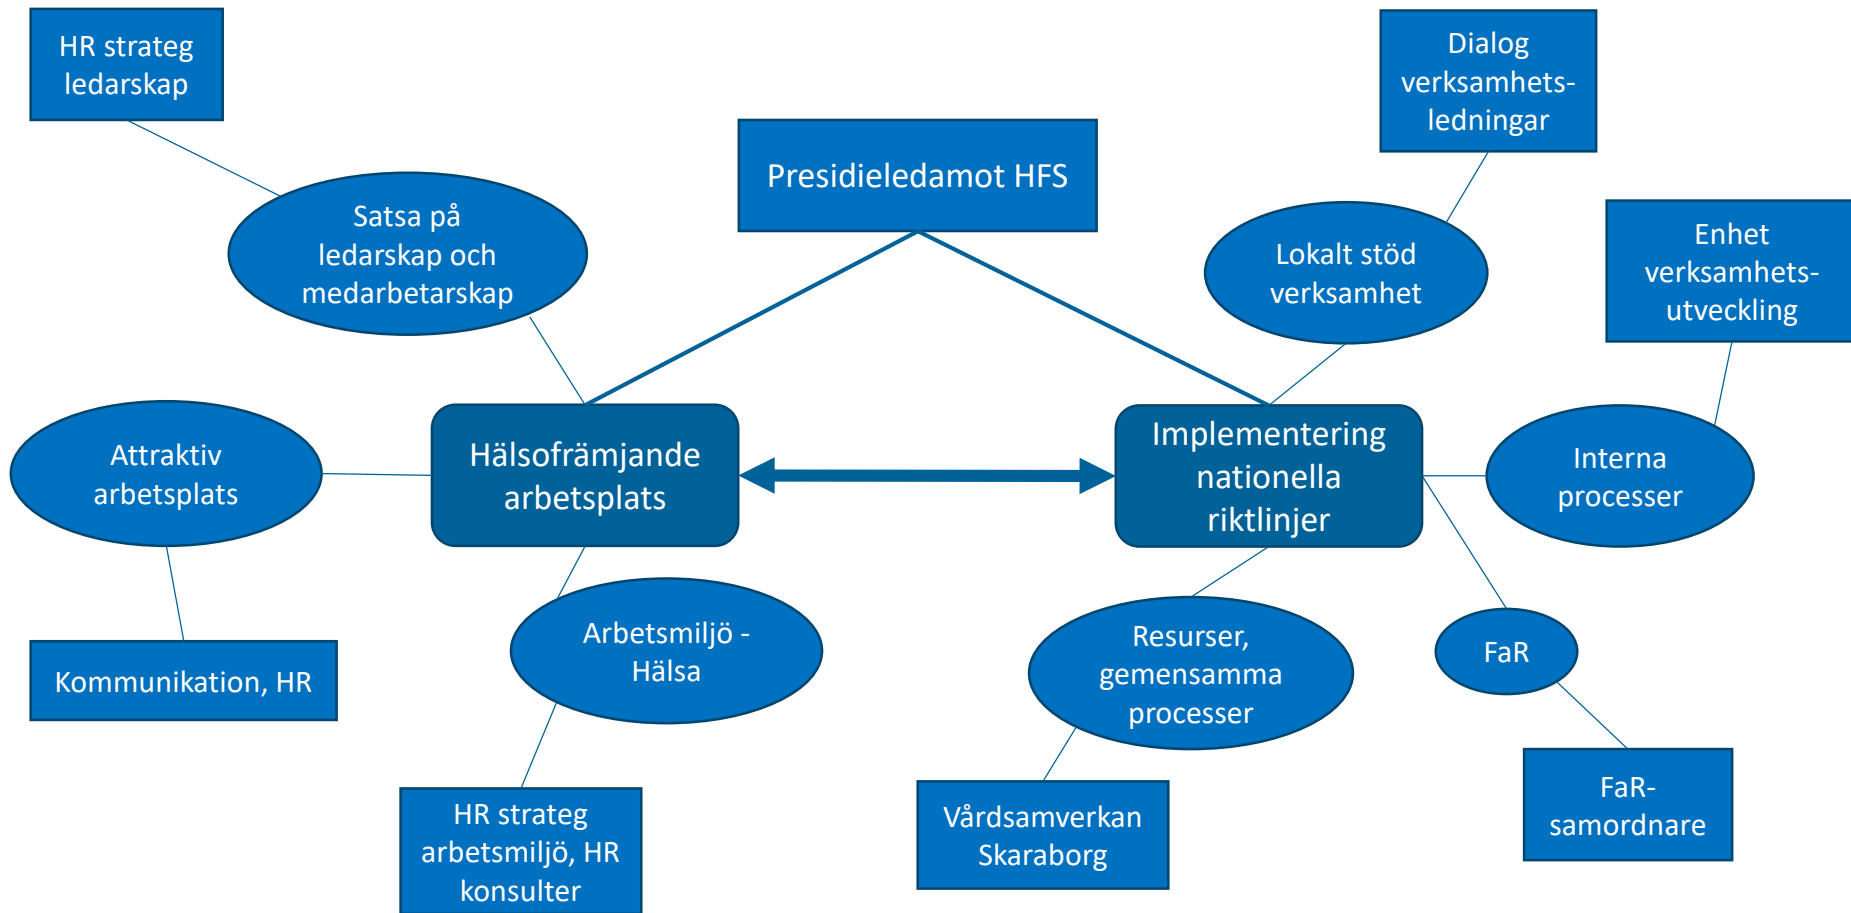 HR strateg
ledarskap
Dialog
verksamhets-
ledningar
Presidieledamot HFS
Satsa på
ledarskap och
medarbetarskap
Lokalt stöd
verksamhet
Enhet
verksamhets-
utveckling
Attraktiv
arbetsplats
Hälsofrämjande
arbetsplats
Implementering
nationella
riktlinjer
Interna
processer
Kommunikation, HR
Arbetsmiljö -
Hälsa
Resurser,
gemensamma
processer
FaR
HR strateg
arbetsmiljö, HR
konsulter
Vårdsamverkan
Skaraborg
FaR-
samordnare